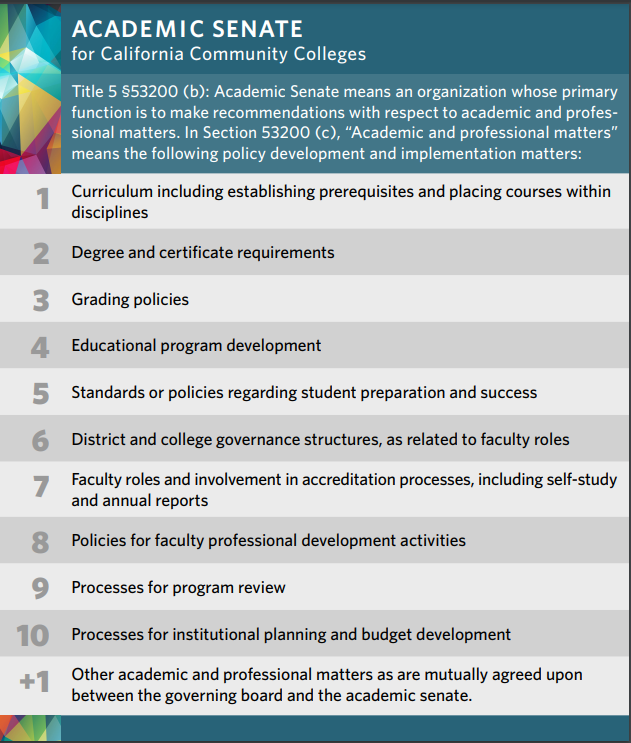 ACADEMIC SENATE
for California Community Colleges
Title 5 §53200 (b): Academic Senate means an organization whose primary
function is to make recommendations with respect to academic and profes-
sional matters. In Section 53200 (c), “Academic and professional matters”
means the following policy development and implementation matters:
1 Curriculum including establishing prerequisites and placing courses within
disciplines
2 Degree and certificate requirements
3 Grading policies
4 Educational program development
5 Standards or policies regarding student preparation and success
6 District and college governance structures, as related to faculty roles
7 Faculty roles and involvement in accreditation processes, including self-study
and annual reports
8 Policies for faculty professional development activities
9 Processes for program review
10 Processes for institutional planning and budget development
+1 Other academic and professional matters as are mutually agreed upon
between the governing board and the academic senate.